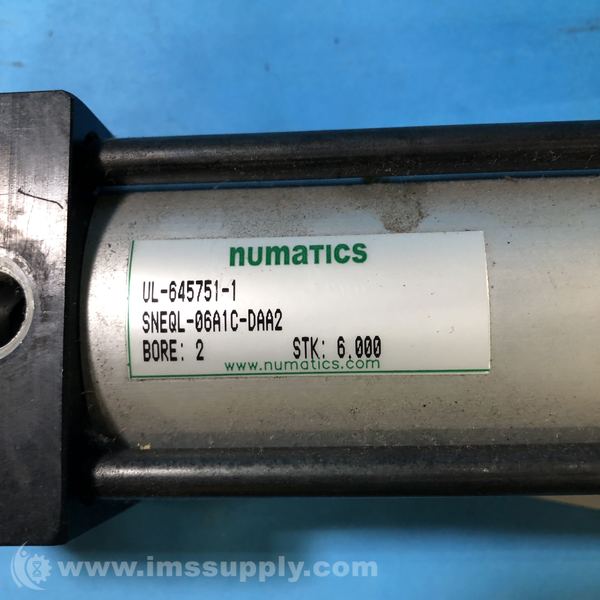 numatics
UL-645751-1
SNEQL-06A1C-DAA2
BORE: 2 STK: 6.000
www.numatics.com
www.imssupply.com